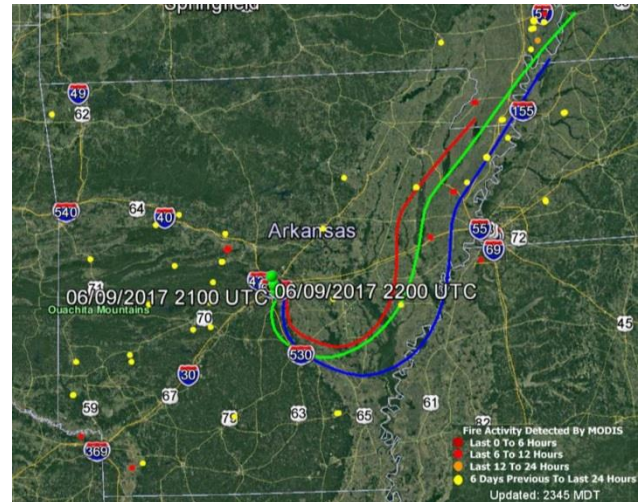 Springfield
57
49
62
155
64
540
40
Arkansas
55
72
69
06/09/2017 2100 UTC
06/09/2017 2200 UTC
71
Ouachita Mountains
70
45
530
30
59
67
79
63
65
61
82
369
Fire Activity Detected By MODIS
Last 0 To 6 Hours
Last 6 To 12 Hours
Last 12 To 24 Hours
6 Days Previous To Last 24 Hours
Updated: 2345 MDT